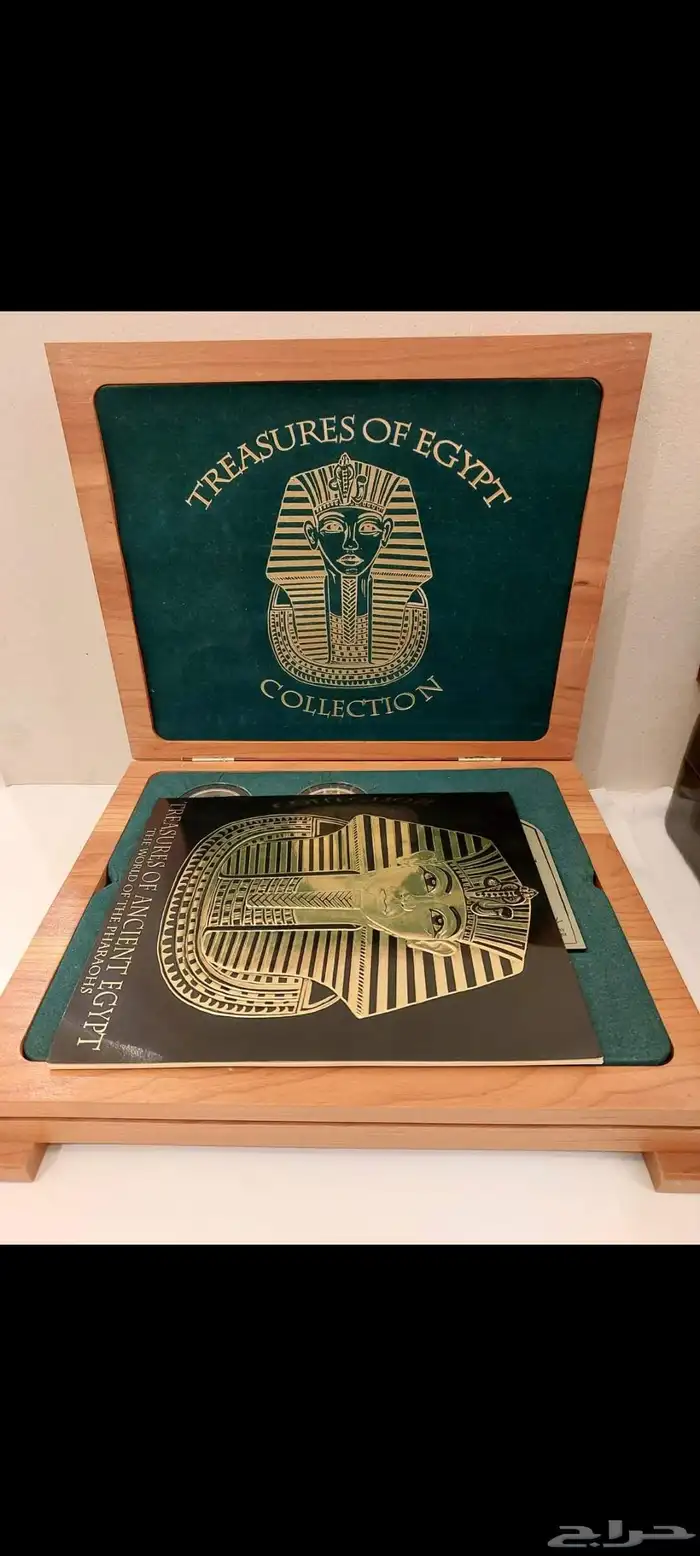 TREASURES OF EGYPT
COLLECTION
TREASURES OF ANCIENT EGYPT
THE WORLD OF THE PHARAOHS
حراج